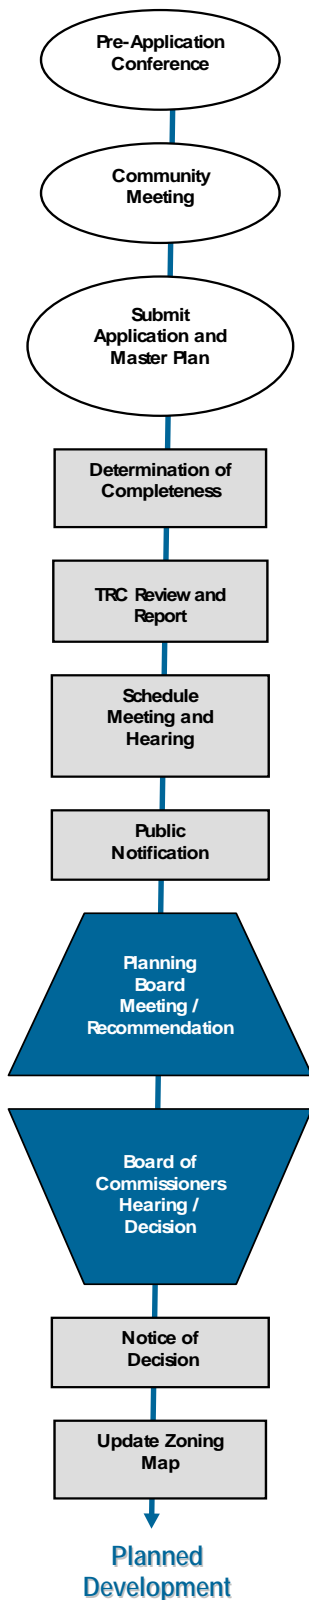 Pre-Application
Conference
Community
Meeting
Submit
Application and
Master Plan
Determination of
Completeness
TRC Review and
Report
Schedule
Meeting and
Hearing
Public
Notification
Planning
Board
Meeting /
Recommendation
Board of
Commissioners
Hearing /
Decision
Notice of
Decision
Update Zoning
Map
Planned
Development